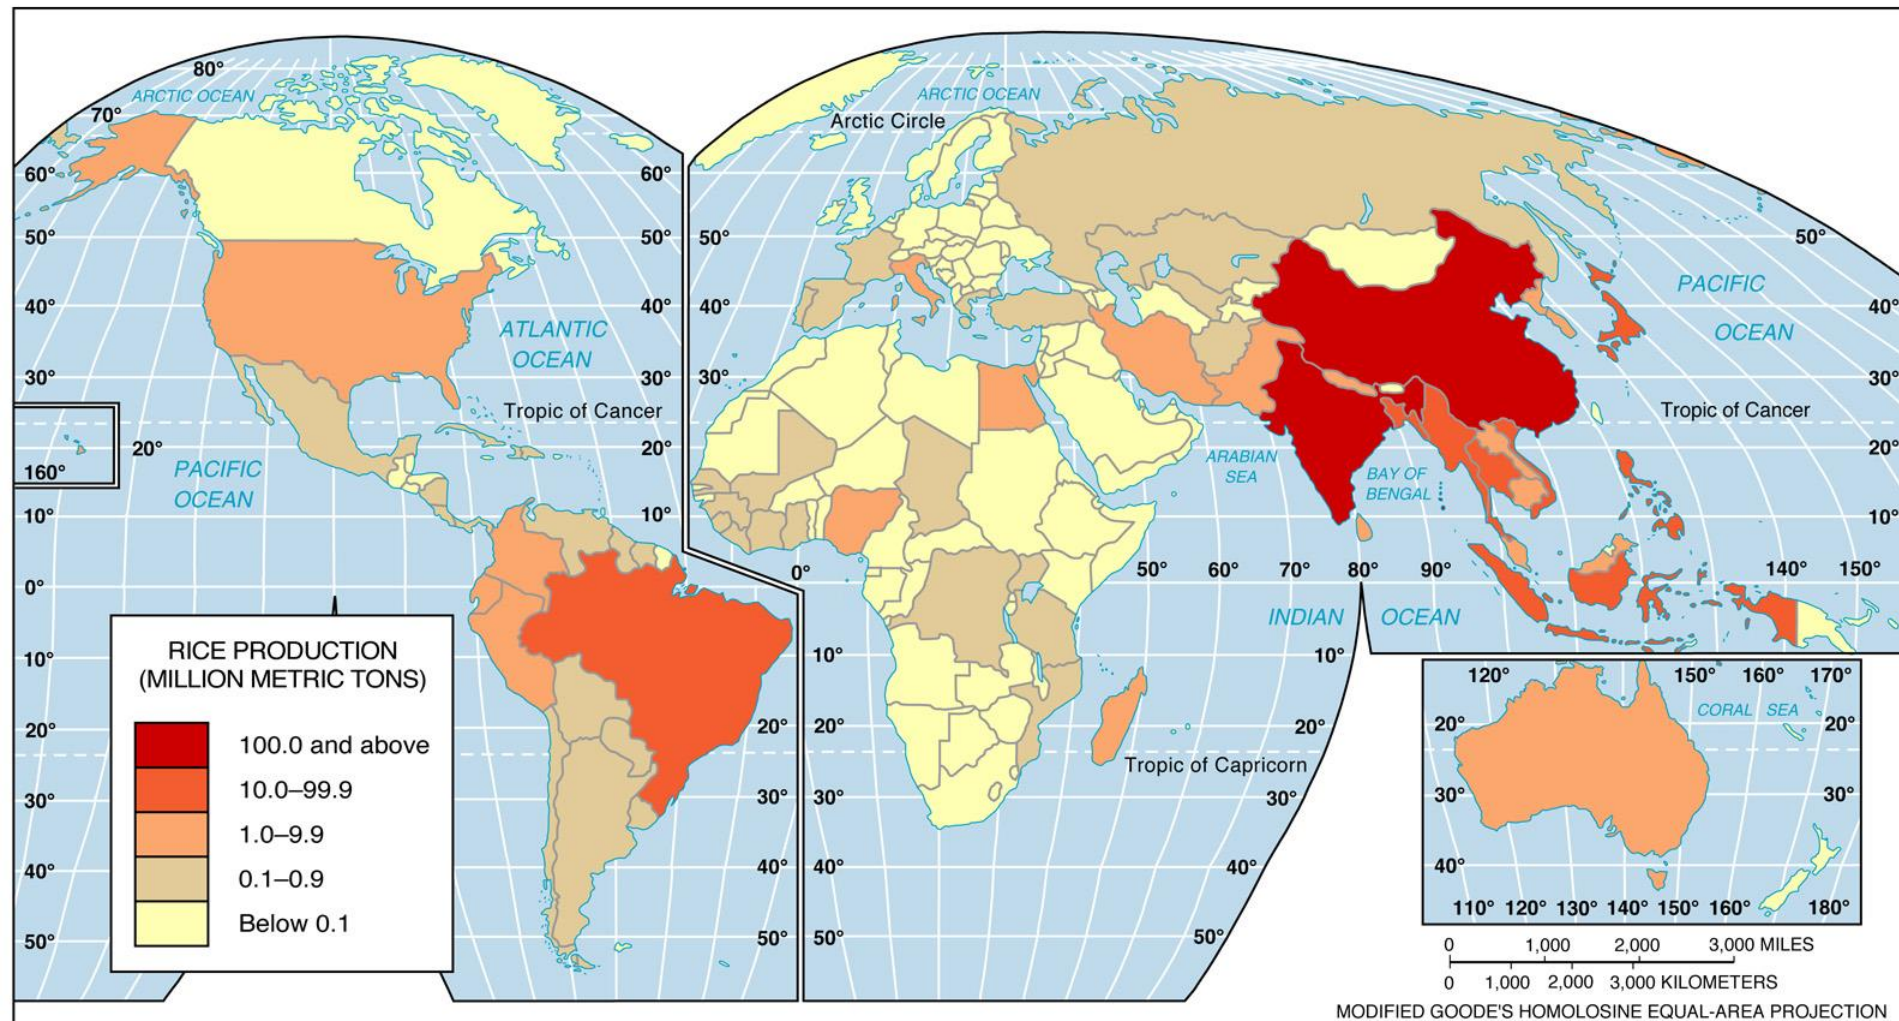 80°
ARCTIC OCEAN
70°
60°
60°
50°
50°
40°
40°
ATLANTIC
OCEAN
30°
30°
Tropic of Cancer
20°
20°
160°
PACIFIC
OCEAN
10°
10°
0°
10°
20°
20°
30°
30°
40°
40°
50°
50°
RICE PRODUCTION
(MILLION METRIC TONS)
100.0 and above
10.0–99.9
1.0–9.9
0.1–0.9
Below 0.1
ARCTIC OCEAN
Arctic Circle
50°
50°
40°
40°
30°
30°
PACIFIC
OCEAN
Tropic of Cancer
20°
20°
ARABIAN
SEA
BAY OF
BENGAL
10°
10°
0°
50°
60°
70°
80°
90°
140°
150°
INDIAN
OCEAN
10°
10°
20°
20°
Tropic of Capricorn
30°
30°
40°
40°
50°
50°
120°
150°
160°
170°
CORAL SEA
20°
20°
30°
30°
40°
110°
120°
130°
140°
150°
160°
180°
0 1,000 2,000 3,000 MILES
0 1,000 2,000 3,000 KILOMETERS
MODIFIED GOODE'S HOMOLOSINE EQUAL-AREA PROJECTION